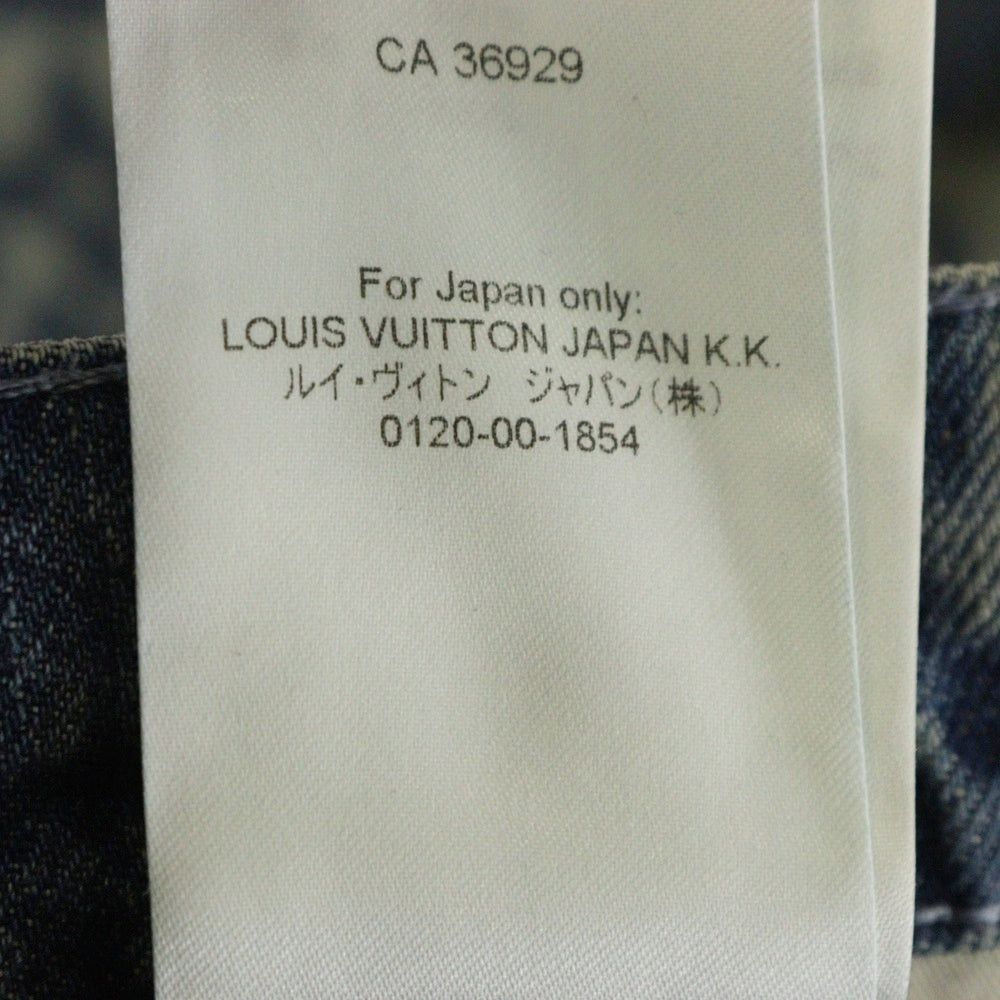 CA 36929
For Japan only:
LOUIS VUITTON JAPAN K.K.
ルイ・ヴィトン ジャパン(株)
0120-00-1854